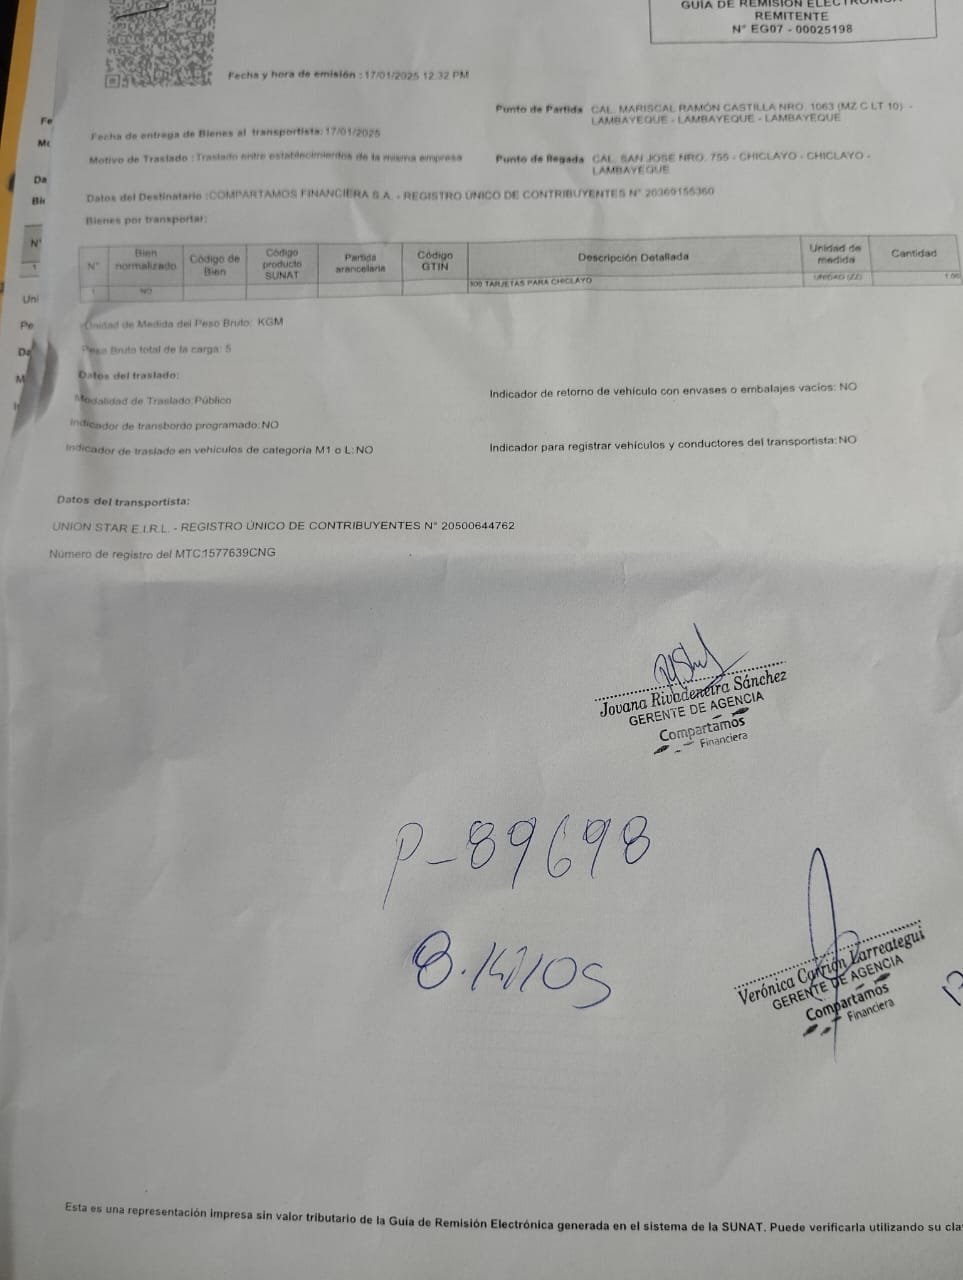 GUÍA DE REMISIÓN ELECTRÓNICA
REMITENTE
N° EG07 - 00025198
Fecha y hora de emisión : 17/01/2025 12:32 PM
Fecha de entrega de Bienes al transportista: 17/01/2025
Punto de Partida CAL. MARISCAL RAMÓN CASTILLA NRO. 1063 (MZ C LT 10) -
LAMBAYEQUE - LAMBAYEQUE - LAMBAYEQUE
Motivo de Traslado : Traslado entre establecimientos de la misma empresa
Punto de llegada CAL. SAN JOSE NRO. 755 - CHICLAYO - CHICLAYO -
LAMBAYEQUE
Datos del Destinatario : COMPARTAMOS FINANCIERA S.A. - REGISTRO ÚNICO DE CONTRIBUYENTES N° 20369155360
Bienes por transportar:
N° Bien normalizado Código de Bien Código producto SUNAT Partida arancelaria Código GTIN Descripción Detallada Unidad de medida Cantidad
1 NO 300 TARJETAS PARA CHICLAYO UNIDAD (ZZ) 1.00
Unidad de Medida del Peso Bruto: KGM
Peso Bruto total de la carga: 5
Datos del traslado:
Modalidad de Traslado: Público
Indicador de retorno de vehículo con envases o embalajes vacíos: NO
Indicador de transbordo programado: NO
Indicador de traslado en vehículos de categoría M1 o L: NO
Indicador para registrar vehículos y conductores del transportista: NO
Datos del transportista:
UNION STAR E.I.R.L. - REGISTRO ÚNICO DE CONTRIBUYENTES N° 20500644762
Número de registro del MTC:1577639CNG
Jovana Rivadeneira Sánchez
GERENTE DE AGENCIA
Compartamos
Financiera
P-89698
8.Kilos
Verónica Carrión Larreategui
GERENTE DE AGENCIA
Compartamos
Financiera
Esta es una representación impresa sin valor tributario de la Guía de Remisión Electrónica generada en el sistema de la SUNAT. Puede verificarla utilizando su cla